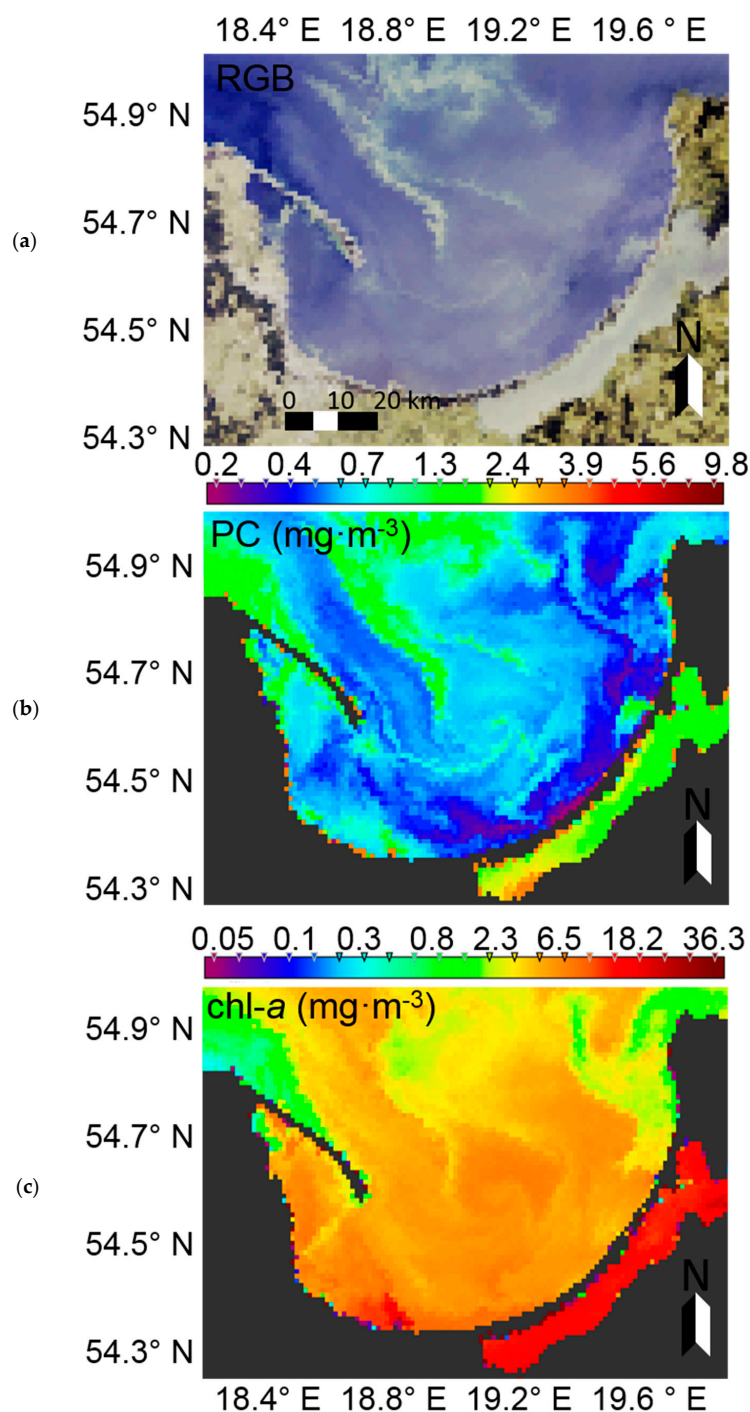 18.4° E 18.8° E 19.2° E 19.6 ° E
RGB
54.9° N
54.7° N
(a)
54.5° N
54.3° N
N
0 10 20 km
0.2 0.4 0.7 1.3 2.4 3.9 5.6 9.8
PC (mg·m-3)
54.9° N
54.7° N
(b)
54.5° N
54.3° N
N
0.05 0.1 0.3 0.8 2.3 6.5 18.2 36.3
chl-a (mg·m-3)
54.9° N
54.7° N
(c)
54.5° N
54.3° N
N
18.4° E 18.8° E 19.2° E 19.6° E